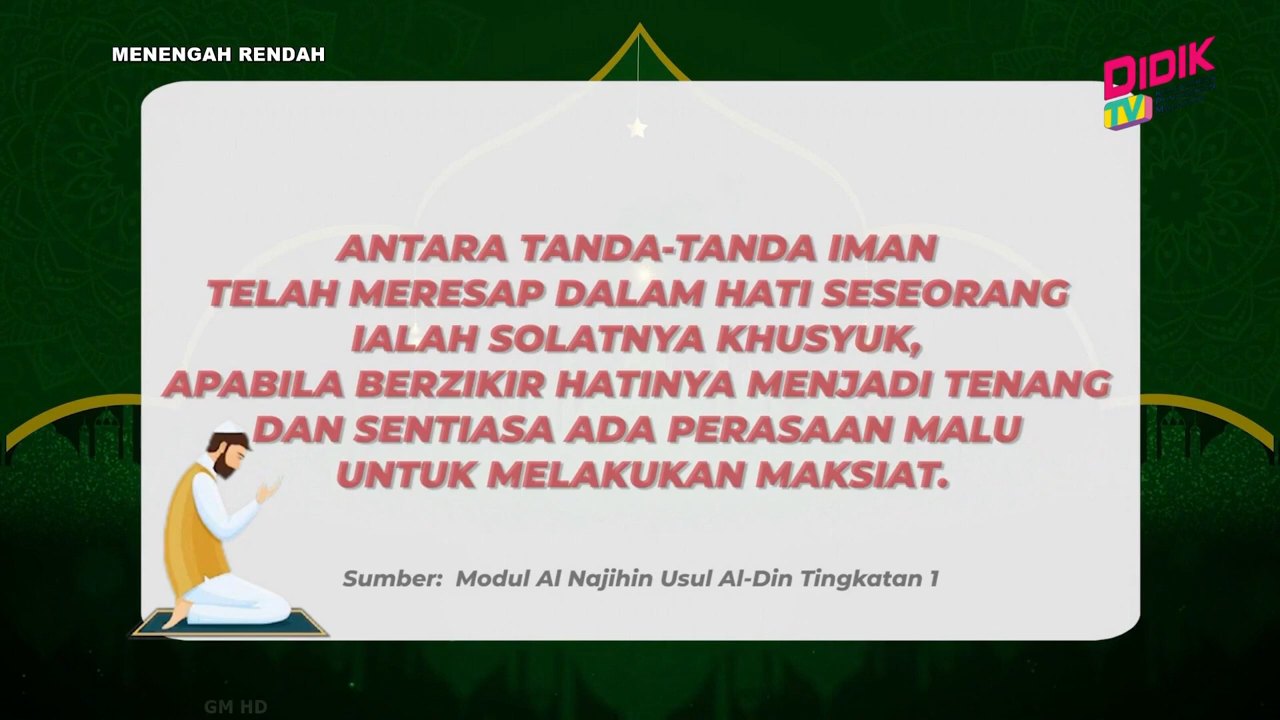 MENENGAH RENDAH
DIDIK
TV
ANTARA TANDA-TANDA IMAN
TELAH MERESAP DALAM HATI SESEORANG
IALAH SOLATNYA KHUSYUK,
APABILA BERZIKIR HATINYA MENJADI TENANG
DAN SENTIASA ADA PERASAAN MALU
UNTUK MELAKUKAN MAKSIAT.
Sumber: Modul Al Najihin Usul Al-Din Tingkatan 1
GM HD